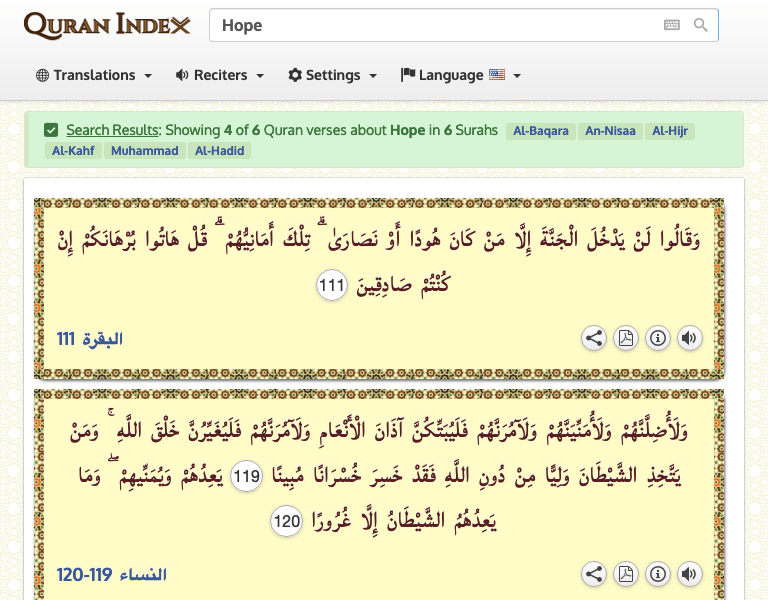 QURAN INDEX
Hope
Translations Reciters Settings Language
Search Results: Showing 4 of 6 Quran verses about Hope in 6 Surahs Al-Baqara An-Nisaa Al-Hijr
Al-Kahf Muhammad Al-Hadid
وَقَالُوا لَنْ يَدْخُلَ الْجَنَّةَ إِلَّا مَنْ كَانَ هُودًا أَوْ نَصَارَىٰ ۗ تِلْكَ أَمَانِيُّهُمْ ۗ قُلْ هَاتُوا بُرْهَانَكُمْ إِنْ
كُنْتُمْ صَادِقِينَ 111
البقرة 111
وَلَأُضِلَّنَّهُمْ وَلَأُمَنِّيَنَّهُمْ وَلَآمُرَنَّهُمْ فَلَيُبَتِّكُنَّ آذَانَ الْأَنْعَامِ وَلَآمُرَنَّهُمْ فَلَيُغَيِّرُنَّ خَلْقَ اللَّهِ ۚ وَمَنْ
يَتَّخِذِ الشَّيْطَانَ وَلِيًّا مِنْ دُونِ اللَّهِ فَقَدْ خَسِرَ خُسْرَانًا مُبِينًا 119 يَعِدُهُمْ وَيُمَنِّيهِمْ ۖ وَمَا
يَعِدُهُمُ الشَّيْطَانُ إِلَّا غُرُورًا 120
النساء 119-120